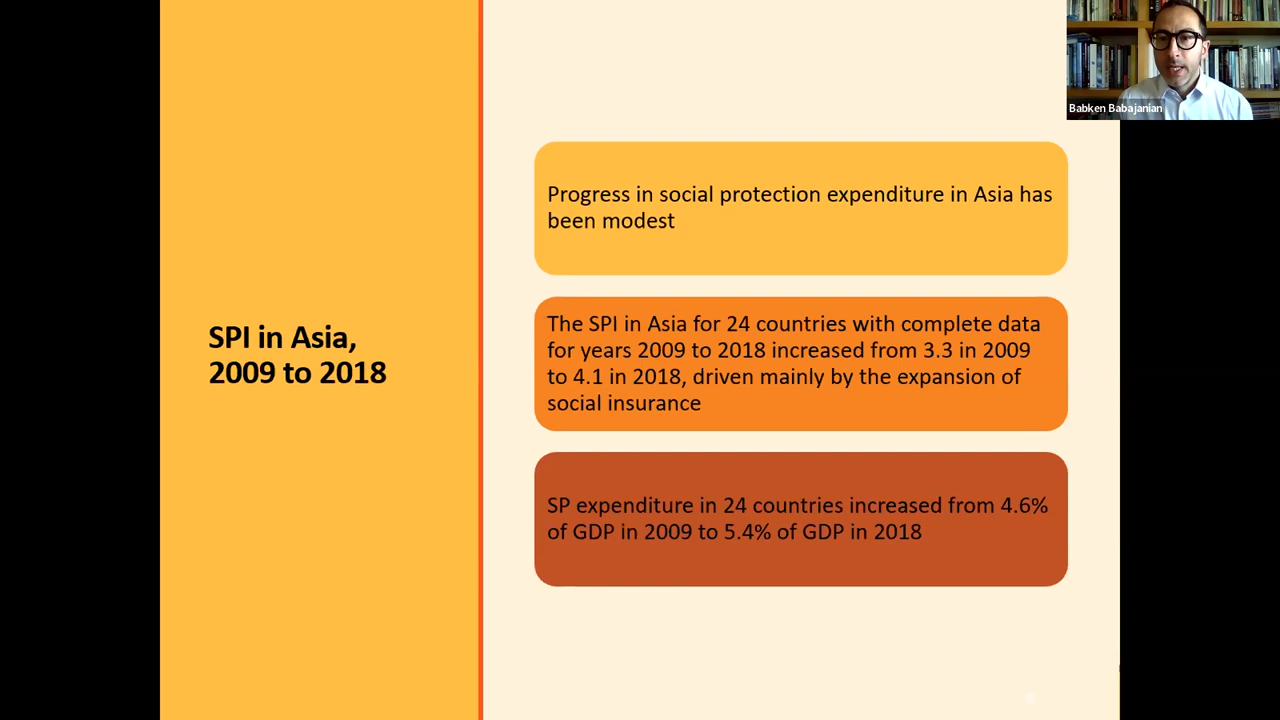 Babken Babajanian
SPI in Asia,
2009 to 2018
Progress in social protection expenditure in Asia has
been modest
The SPI in Asia for 24 countries with complete data
for years 2009 to 2018 increased from 3.3 in 2009
to 4.1 in 2018, driven mainly by the expansion of
social insurance
SP expenditure in 24 countries increased from 4.6%
of GDP in 2009 to 5.4% of GDP in 2018